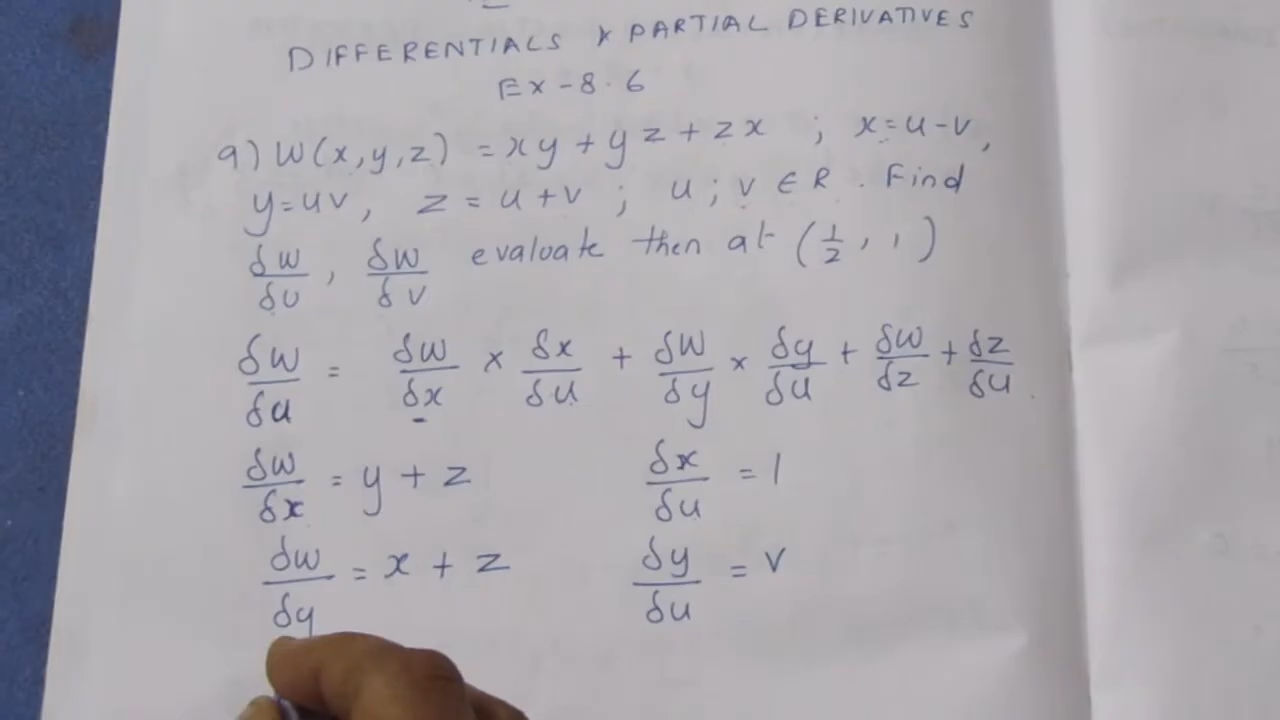 DIFFERENTIALS & PARTIAL DERIVATIVES
EX - 8.6
9) W(x,y,z) = xy + yz + zx ; x = u-v,
y = uv, z = u + v ; u ; v ∈ R . Find
δw/δu , δw/δv evaluate then at (1/2 , 1)
δw/δu = δw/δx × δx/δu + δw/δy × δy/δu + δw/δz + δz/δu
δw/δx = y + z δx/δu = 1
δw/δy = x + z δy/δu = v